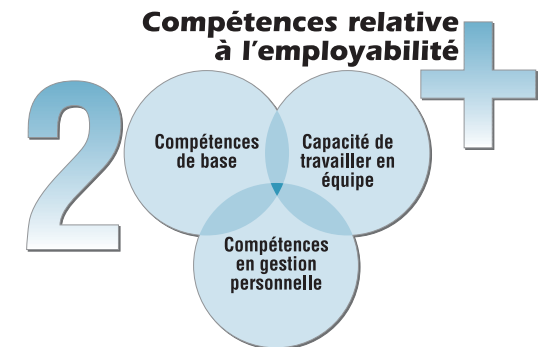 Compétences relative
à l'employabilité
2
+
Compétences
de base
Capacité de
travailler en
équipe
Compétences
en gestion
personnelle